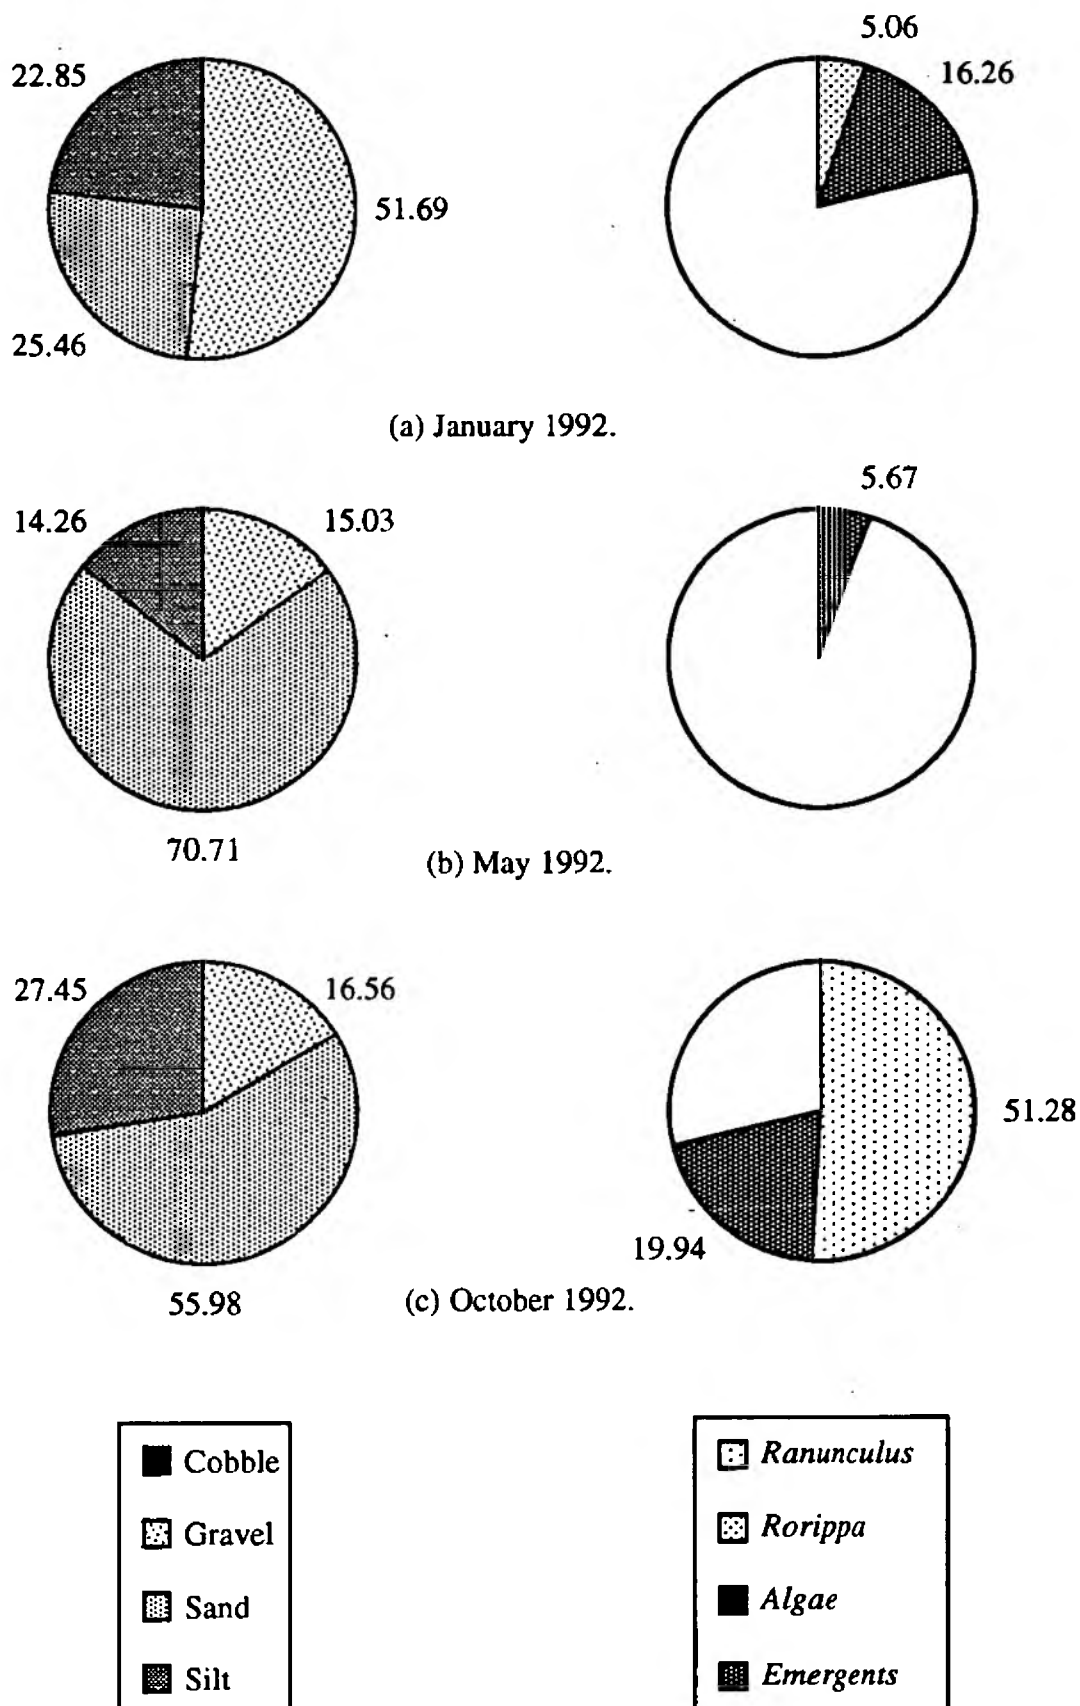 5.06
22.85
16.26
51.69
25.46
(a) January 1992.
5.67
14.26
15.03
70.71
(b) May 1992.
27.45
16.56
51.28
19.94
55.98
(c) October 1992.
Cobble
Gravel
Sand
Silt
Ranunculus
Rorippa
Algae
Emergents